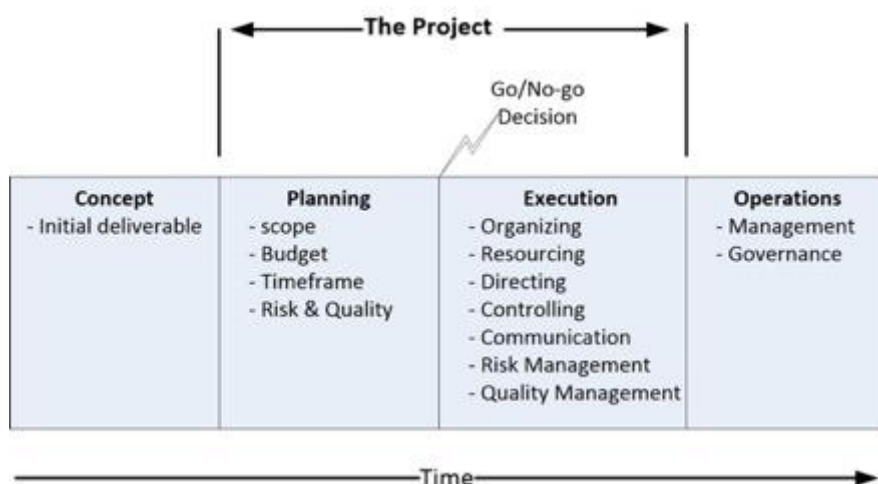 The Project
Go/No-go
Decision
Concept
- Initial deliverable
Planning
- scope
- Budget
- Timeframe
- Risk & Quality
Execution
- Organizing
- Resourcing
- Directing
- Controlling
- Communication
- Risk Management
- Quality Management
Operations
- Management
- Governance
Time